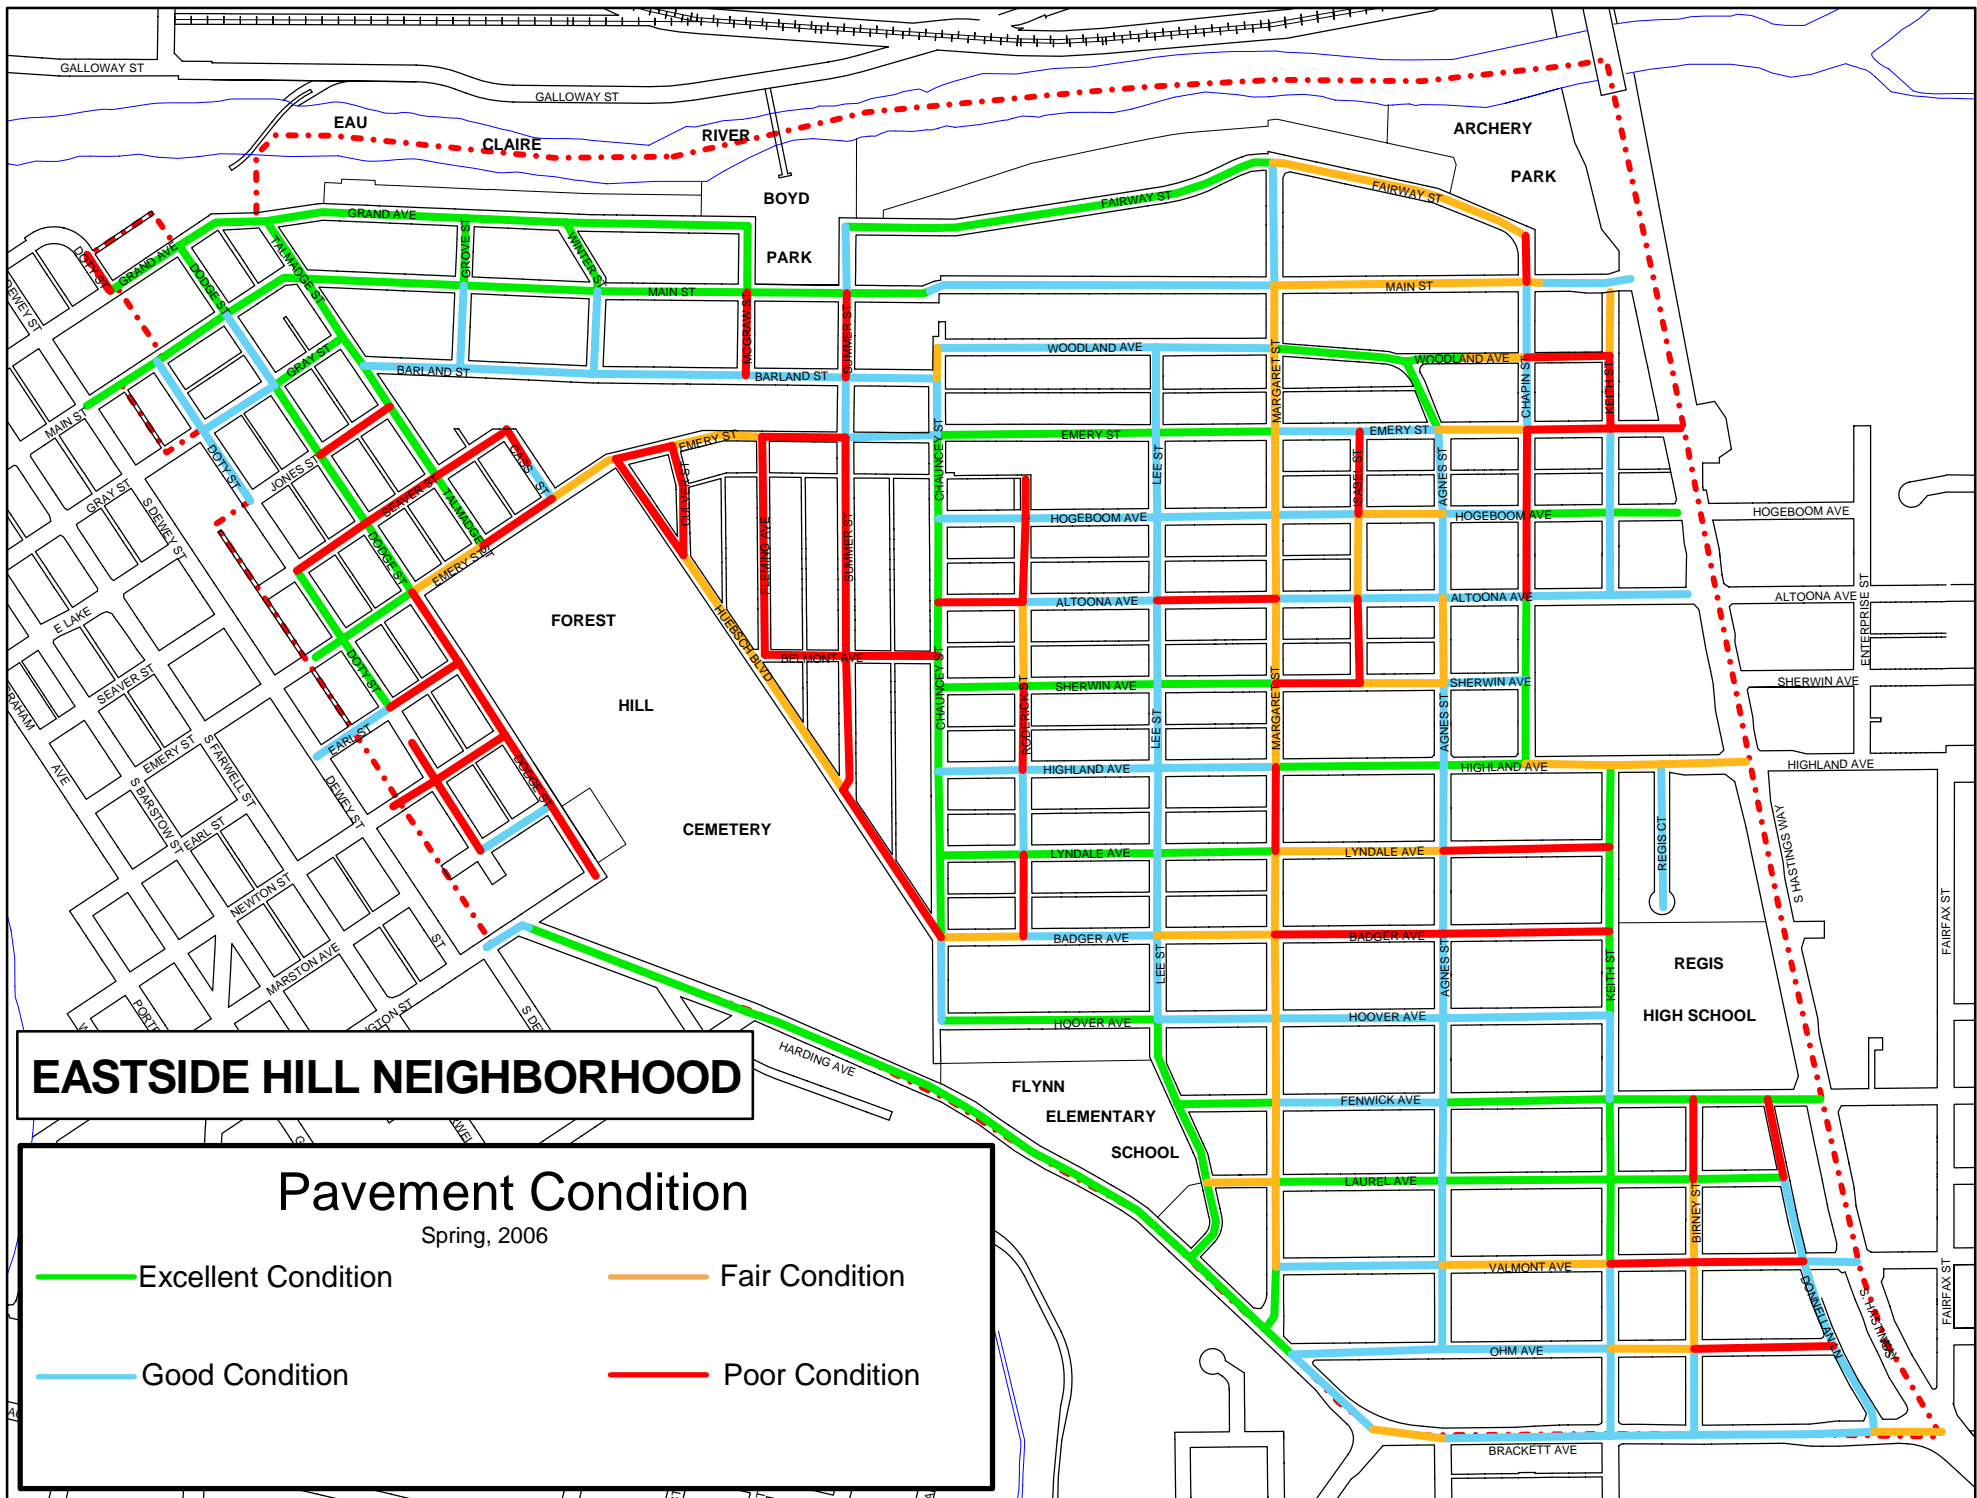 GALLOWAY ST
GALLOWAY ST
EAU
CLAIRE
RIVER
ARCHERY
PARK
BOYD
PARK
FAIRWAY ST
FAIRWAY ST
GRAND AVE
GRAND AVE
DOTY ST
DEWEY ST
DODGE ST
TALMADGE ST
GROVE ST
WINTER ST
MAIN ST
MAIN ST
MAIN ST
MCGRAW ST
SUMMER ST
BARLAND ST
BARLAND ST
GRAY ST
WOODLAND AVE
WOODLAND AVE
MARGARET ST
CHAPIN ST
KEITH ST
EMERY ST
EMERY ST
EMERY ST
CHAUNCEY ST
LEE ST
ISABEL ST
AGNES ST
JONES ST
DOTY ST
GRAY ST
S DEWEY ST
SEAVER ST
CASS ST
TALMADGE ST
CULVER ST
FLEMING AVE
SUMMER ST
HOGEBOOM AVE
HOGEBOOM AVE
HOGEBOOM AVE
DODGE ST
EMERY ST
ENTERPRISE ST
ALTOONA AVE
ALTOONA AVE
ALTOONA AVE
E LAKE
FOREST
HILL
CEMETERY
HUEBSCH BLVD
BELMONT AVE
CHAUNCEY ST
SHERWIN AVE
SHERWIN AVE
SHERWIN AVE
SEAVER ST
DOTY ST
RODERICK ST
LEE ST
MARGARET ST
AGNES ST
GRAHAM
AVE
EMERY ST
S FARWELL ST
S BARSTOW ST
EARL ST
EARL ST
DEWEY ST
DODGE ST
HIGHLAND AVE
HIGHLAND AVE
HIGHLAND AVE
S HASTINGS WAY
REGIS CT
LYNDALE AVE
LYNDALE AVE
NEWTON ST
MARSTON AVE
ST
FAIRFAX ST
BADGER AVE
BADGER AVE
LEE ST
AGNES ST
KEITH ST
REGIS
HIGH SCHOOL
HOOVER AVE
HOOVER AVE
HARDING AVE
EASTSIDE HILL NEIGHBORHOOD
FLYNN
ELEMENTARY
SCHOOL
FENWICK AVE
LAUREL AVE
BIRNEY ST
VALMONT AVE
DONNELLAN LN
FAIRFAX ST
OHM AVE
BRACKETT AVE
Pavement Condition
Spring, 2006
Excellent Condition
Fair Condition
Good Condition
Poor Condition